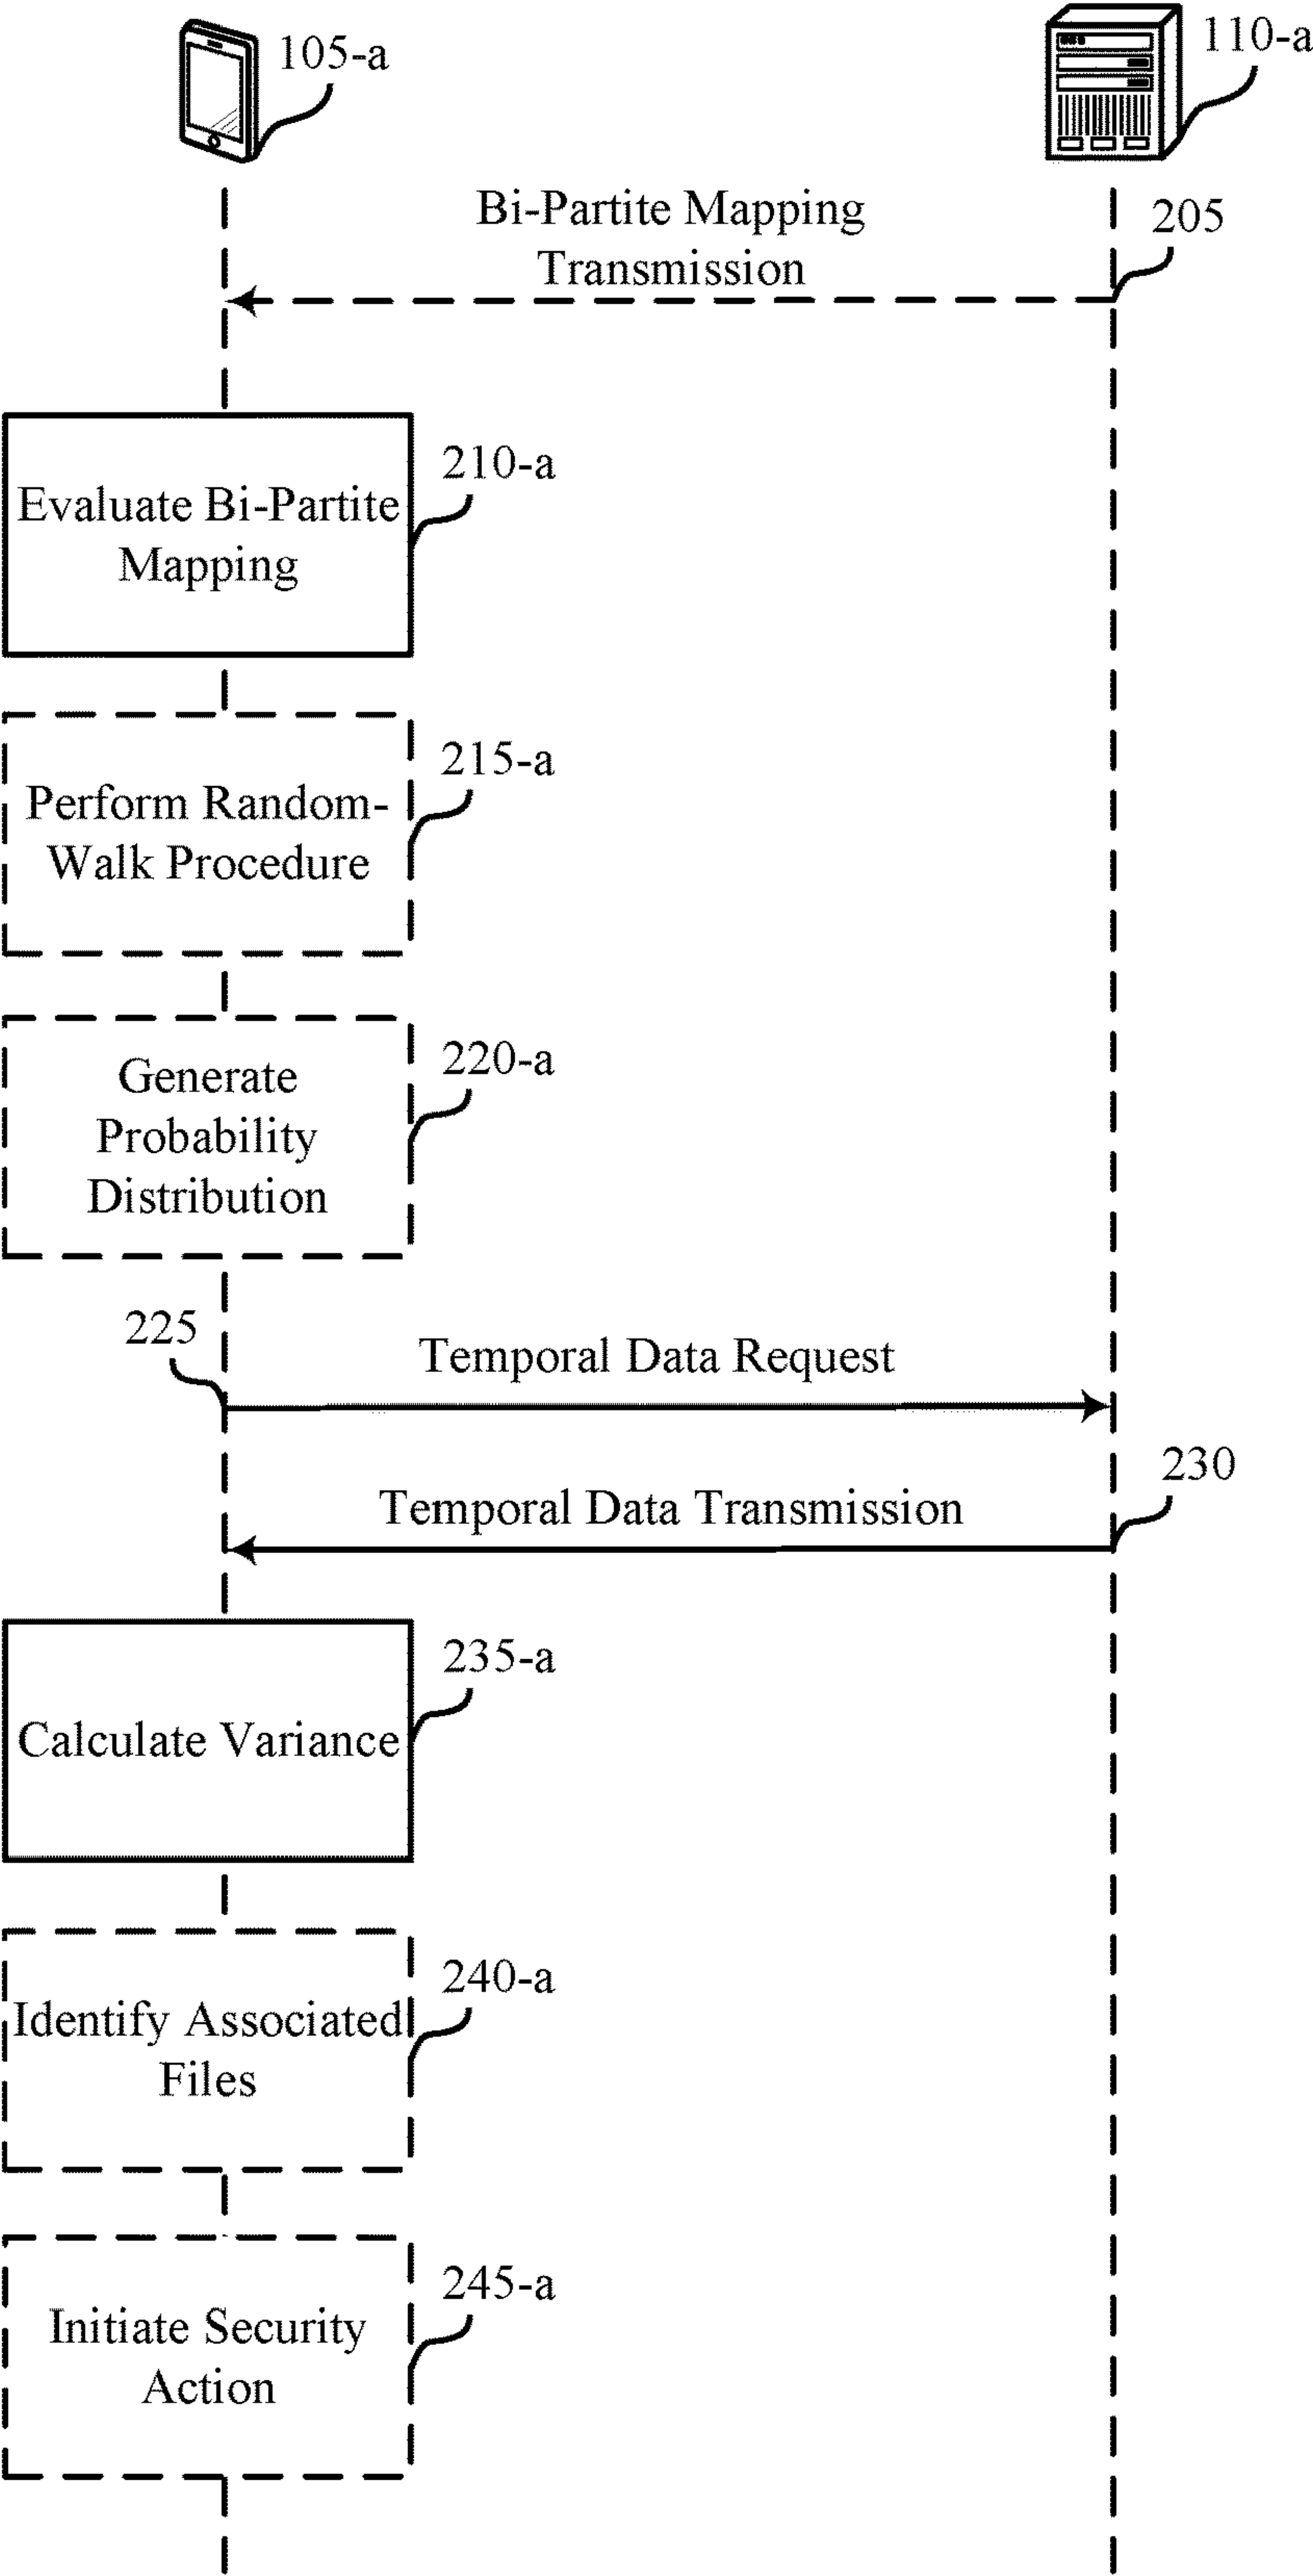 105-a
110-a
Bi-Partite Mapping
Transmission
205
Evaluate Bi-Partite
Mapping
210-a
Perform Random-
Walk Procedure
215-a
Generate
Probability
Distribution
220-a
225
Temporal Data Request
Temporal Data Transmission
230
Calculate Variance
235-a
Identify Associated
Files
240-a
Initiate Security
Action
245-a